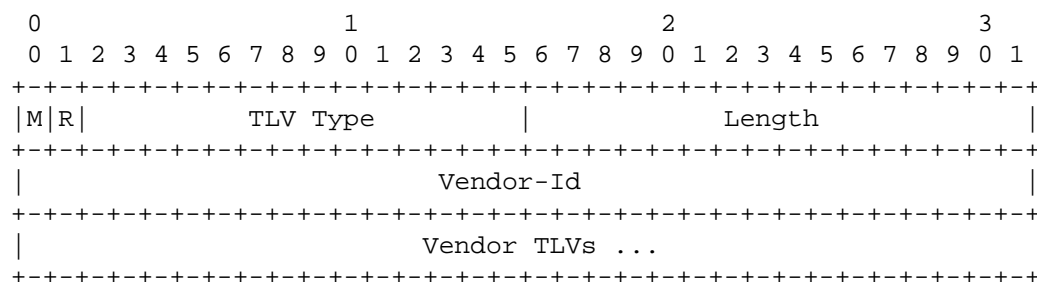 0                   1                   2                   3
 0 1 2 3 4 5 6 7 8 9 0 1 2 3 4 5 6 7 8 9 0 1 2 3 4 5 6 7 8 9 0 1
+-+-+-+-+-+-+-+-+-+-+-+-+-+-+-+-+-+-+-+-+-+-+-+-+-+-+-+-+-+-+-+-+
|M|R|          TLV Type         |            Length             |
+-+-+-+-+-+-+-+-+-+-+-+-+-+-+-+-+-+-+-+-+-+-+-+-+-+-+-+-+-+-+-+-+
|                          Vendor-Id                            |
+-+-+-+-+-+-+-+-+-+-+-+-+-+-+-+-+-+-+-+-+-+-+-+-+-+-+-+-+-+-+-+-+
|                         Vendor TLVs ...
+-+-+-+-+-+-+-+-+-+-+-+-+-+-+-+-+-+-+-+-+-+-+-+-+-+-+-+-+-+-+-+-+